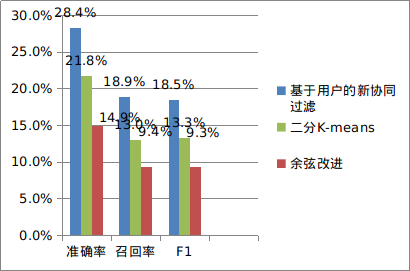 30.0%
25.0%
20.0%
15.0%
10.0%
5.0%
0.0%
28.4%
21.8%
14.9%
18.9%
13.0%
9.4%
18.5%
13.3%
9.3%
准确率
召回率
F1
基于用户的新协同
过滤
二分K-means
余弦改进